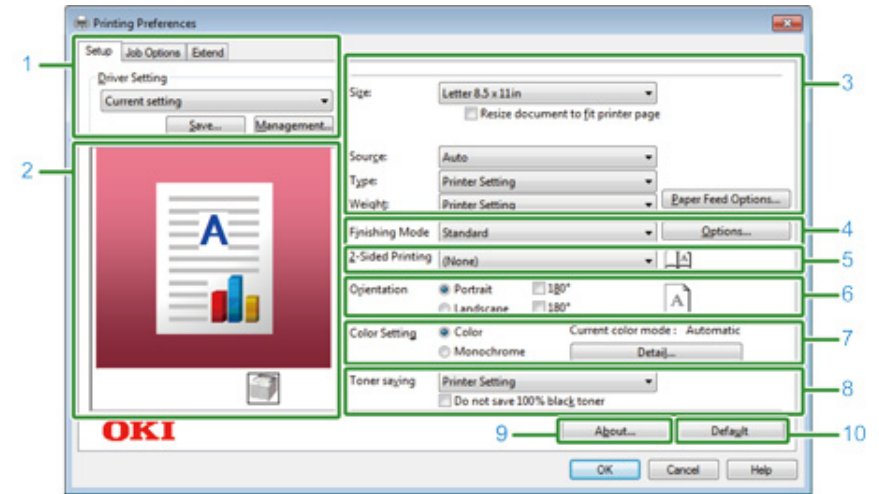 Printing Preferences
Setup Job Options Extend
1
Driver Setting
Current setting
Save... Management...
2
A
OKI
3
Size: Letter 8.5 x 11in
Resize document to fit printer page
Source: Auto
Type: Printer Setting
Weight: Printer Setting Paper Feed Options...
Finishing Mode Standard Options... 4
2-Sided Printing (None) A 5
Orientation Portrait 180° A 6
Landscape 180°
Color Setting Color Current color mode : Automatic 7
Monochrome Detail...
Toner saving Printer Setting 8
Do not save 100% black toner
9 About... Default 10
OK Cancel Help